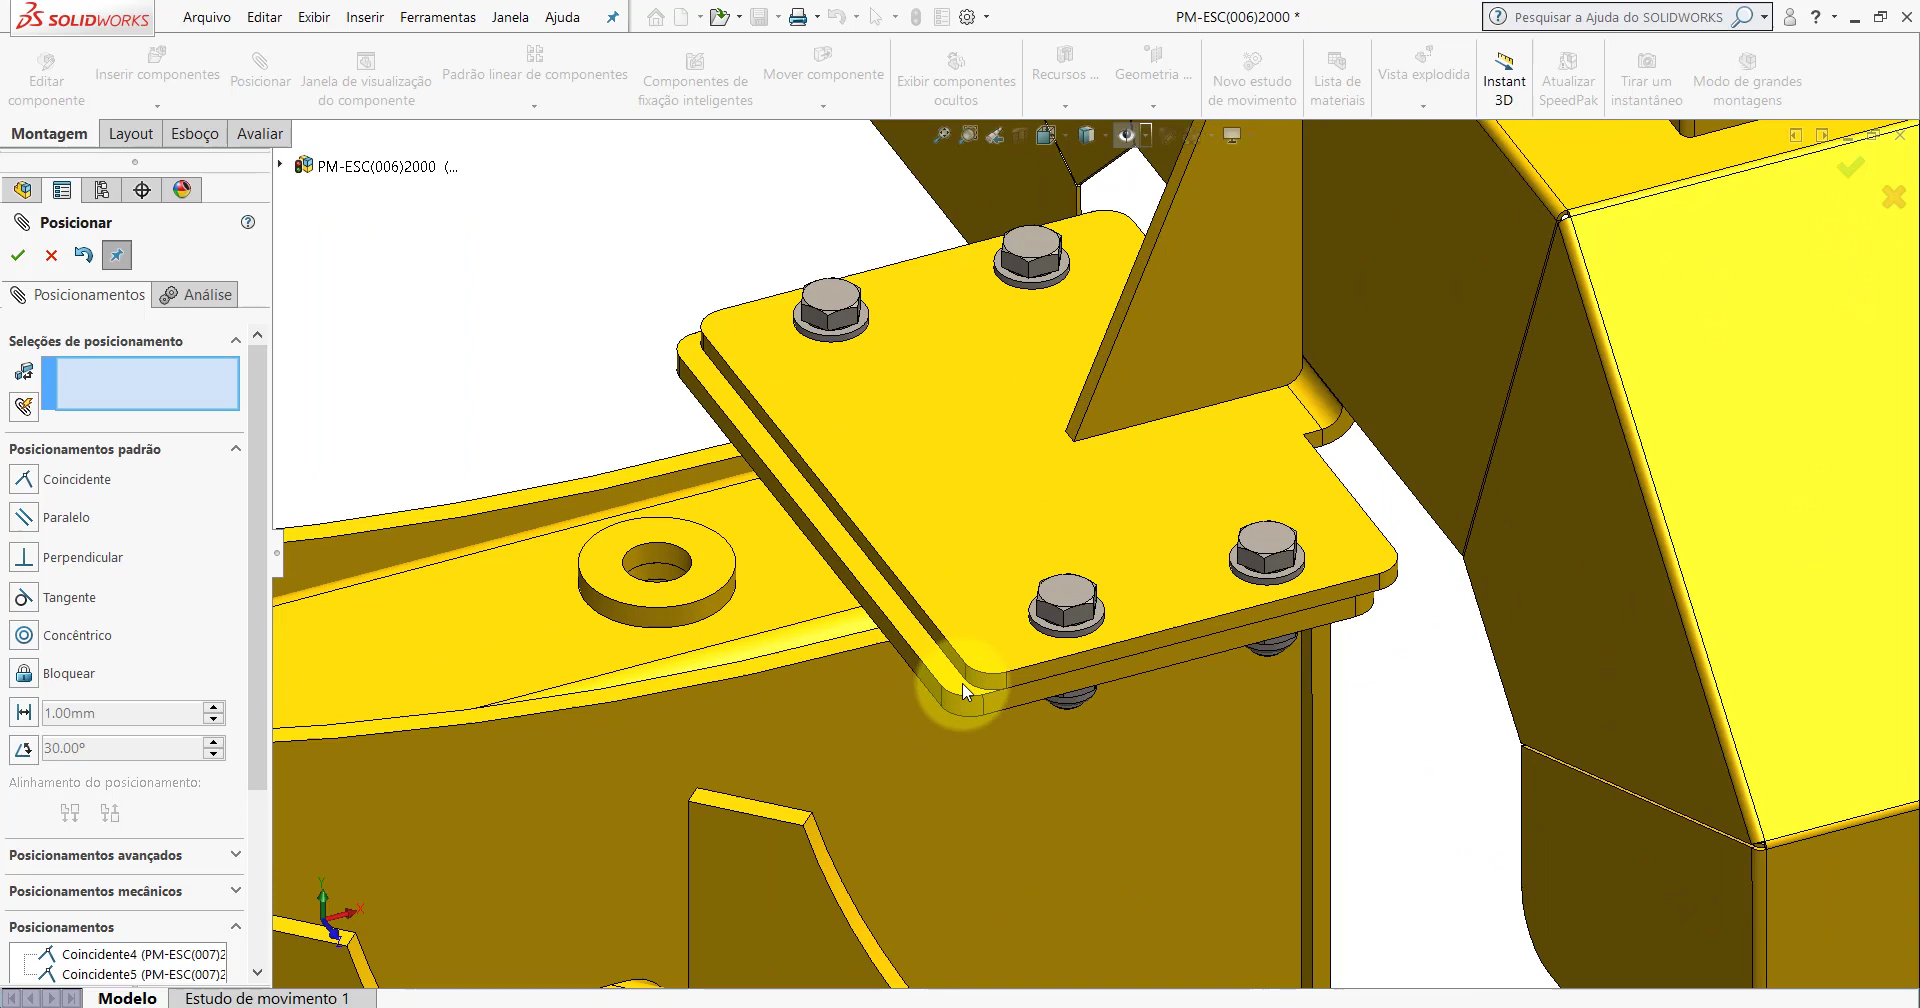 SOLIDWORKS
Arquivo Editar Exibir Inserir Ferramentas Janela Ajuda
PM-ESC(006)2000 *
Pesquisar a Ajuda do SOLIDWORKS
?
Editar componente
Inserir componentes
Posicionar
Janela de visualização do componente
Padrão linear de componentes
Componentes de fixação inteligentes
Mover componente
Exibir componentes ocultos
Recursos ...
Geometria ...
Novo estudo de movimento
Lista de materiais
Vista explodida
Instant 3D
Atualizar SpeedPak
Tirar um instantâneo
Modo de grandes montagens
Montagem Layout Esboço Avaliar
PM-ESC(006)2000 (...
Posicionar
Posicionamentos Análise
Seleções de posicionamento
Posicionamentos padrão
Coincidente
Paralelo
Perpendicular
Tangente
Concêntrico
Bloquear
1.00mm
30.00°
Alinhamento do posicionamento:
Posicionamentos avançados
Posicionamentos mecânicos
Posicionamentos
Coincidente4 (PM-ESC(007)2
Coincidente5 (PM-ESC(007)2
Y
X
Modelo Estudo de movimento 1